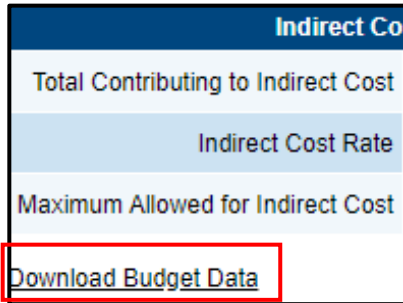 Indirect Co
Total Contributing to Indirect Cost
Indirect Cost Rate
Maximum Allowed for Indirect Cost
Download Budget Data